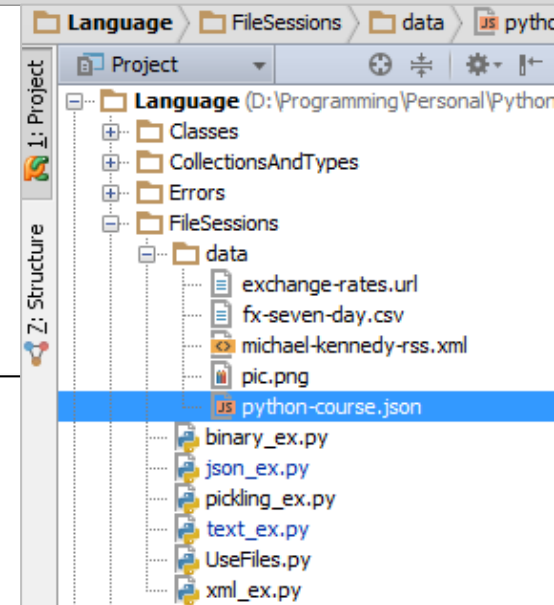 Language FileSessions data JS pytho
1: Project
Project
Language (D:\Programming\Personal\Python
Classes
CollectionsAndTypes
Errors
FileSessions
data
exchange-rates.url
fx-seven-day.csv
michael-kennedy-rss.xml
pic.png
JS python-course.json
binary_ex.py
json_ex.py
pickling_ex.py
text_ex.py
UseFiles.py
xml_ex.py
7: Structure